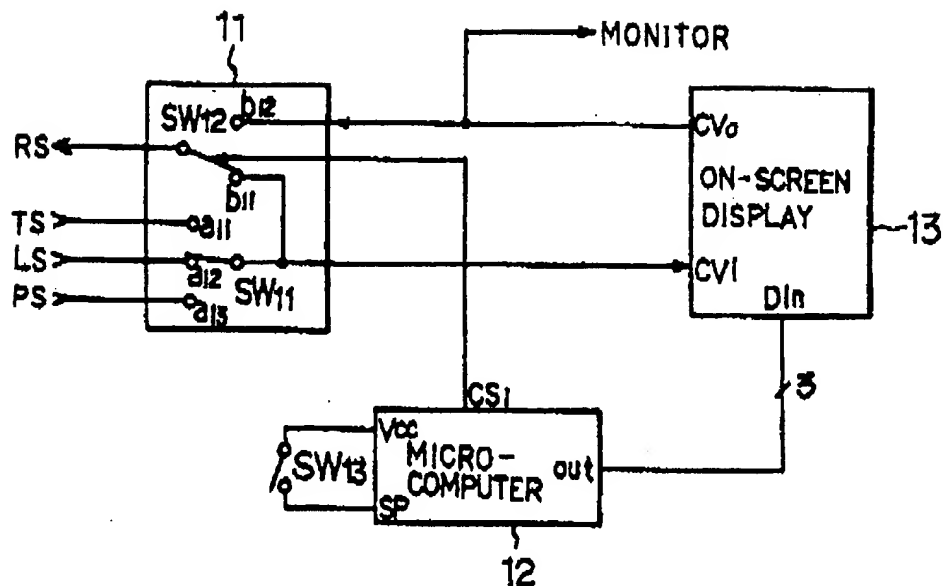 11
MONITOR
b12
SW12
CVo
RS
ON-SCREEN
DISPLAY
13
b11
TS
a11
LS
CVi
a12
SW11
Din
PS
a13
3
CS1
Vcc
MICRO-
COMPUTER
out
SW13
SP
12